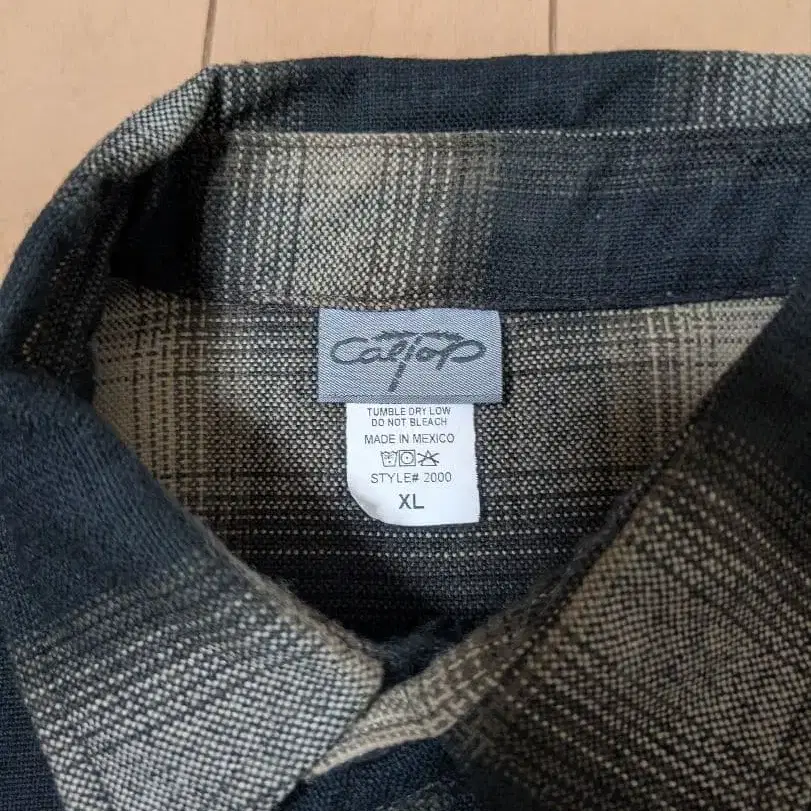 CalTop
TUMBLE DRY LOW
DO NOT BLEACH
MADE IN MEXICO
STYLE# 2000
XL